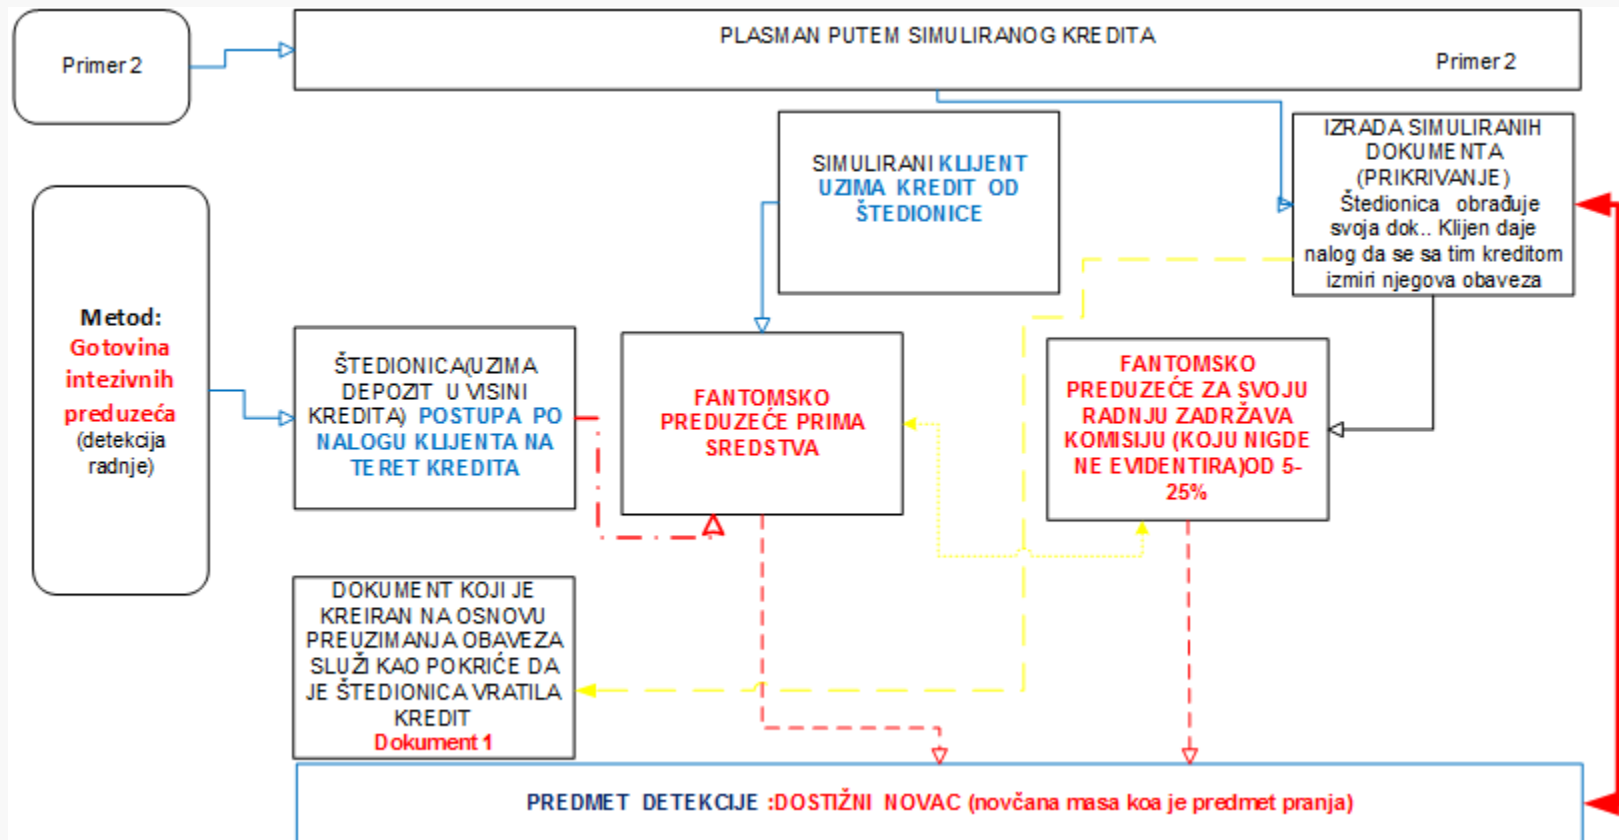 Primer 2
PLASMAN PUTEM SIMULIRANOG KREDITA
Primer 2
SIMULIRANI KLIJENT
UZIMA KREDIT OD
ŠTEDIONICE
IZRADA SIMULIRANIH
DOKUMENTA
(PRIKRIVANJE)
Štedionica obrađuje
svoja dok.. Klijen daje
nalog da se sa tim kreditom
izmiri njegova obaveza
Metod:
Gotovina
intezivnih
preduzeća
(detekcija
radnje)
ŠTEDIONICA(UZIMA
DEPOZIT U VISINI
KREDITA) POSTUPA PO
NALOGU KLIJENTA NA
TERET KREDITA
FANTOMSKO
PREDUZEĆE PRIMA
SREDSTVA
FANTOMSKO
PREDUZEĆE ZA SVOJU
RADNJU ZADRŽAVA
KOMISIJU (KOJU NIGDE
NE EVIDENTIRA)OD 5-
25%
DOKUMENT KOJI JE
KREIRAN NA OSNOVU
PREUZIMANJA OBAVEZA
SLUŽI KAO POKRIĆE DA
JE ŠTEDIONICA VRATILA
KREDIT
Dokument 1
PREDMET DETEKCIJE :DOSTIŽNI NOVAC (novčana masa koa je predmet pranja)